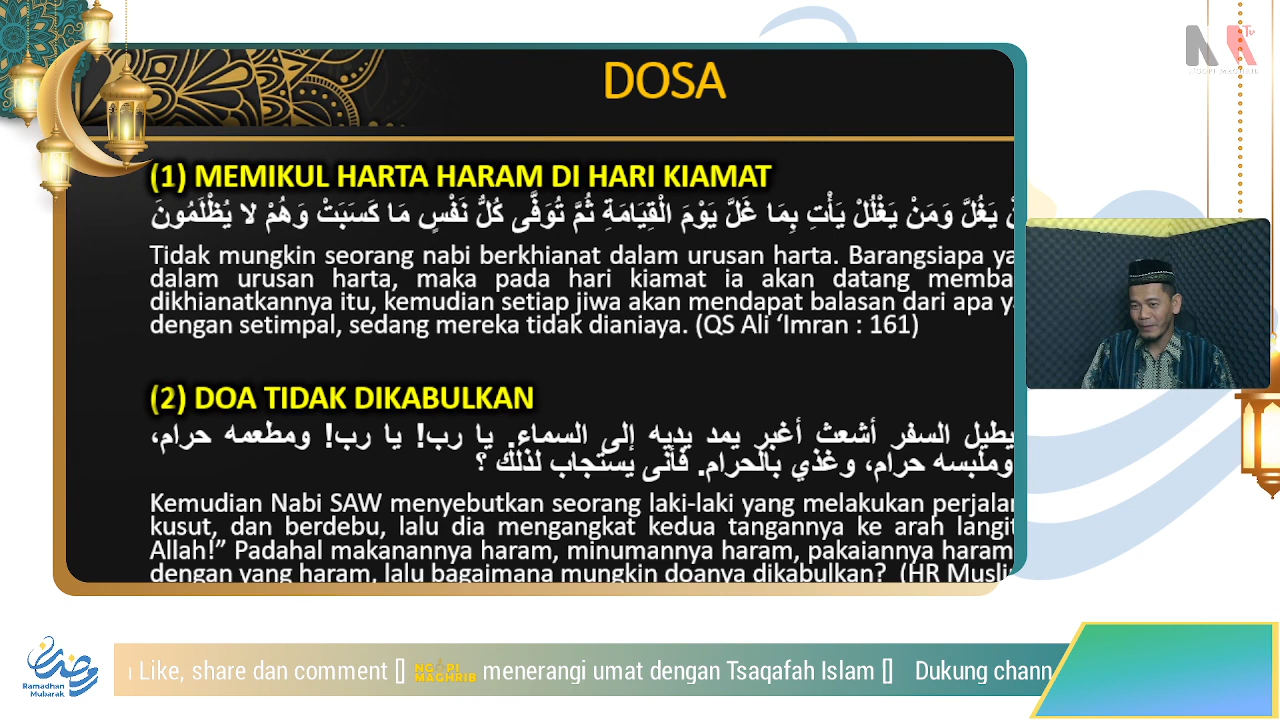 DOSA
(1) MEMIKUL HARTA HARAM DI HARI KIAMAT
يَغُلَّ وَمَنْ يَغْلُلْ يَأْتِ بِمَا غَلَّ يَوْمَ الْقِيَامَةِ ثُمَّ تُوَفَّى كُلُّ نَفْسٍ مَا كَسَبَتْ وَهُمْ لا يُظْلَمُونَ
Tidak mungkin seorang nabi berkhianat dalam urusan harta. Barangsiapa ya
dalam urusan harta, maka pada hari kiamat ia akan datang memba
dikhianatkannya itu, kemudian setiap jiwa akan mendapat balasan dari apa y
dengan setimpal, sedang mereka tidak dianiaya. (QS Ali ‘Imran : 161)
(2) DOA TIDAK DIKABULKAN
يطيل السفر أشعث أغبر يمد يديه إلى السماء. يا رب! يا رب! ومطعمه حرام،
وملبسه حرام، وغذي بالحرام. فأنى يستجاب لذلك ؟
Kemudian Nabi SAW menyebutkan seorang laki-laki yang melakukan perjalan
kusut, dan berdebu, lalu dia mengangkat kedua tangannya ke arah langit
Allah!” Padahal makanannya haram, minumannya haram, pakaiannya haram
dengan yang haram, lalu bagaimana mungkin doanya dikabulkan? (HR Muslim
NR Tv
NGOPI MAGHRIB
Ramadhan
Mubarak
Like, share dan comment [] NGOPI MAGHRIB menerangi umat dengan Tsaqafah Islam [] Dukung chann